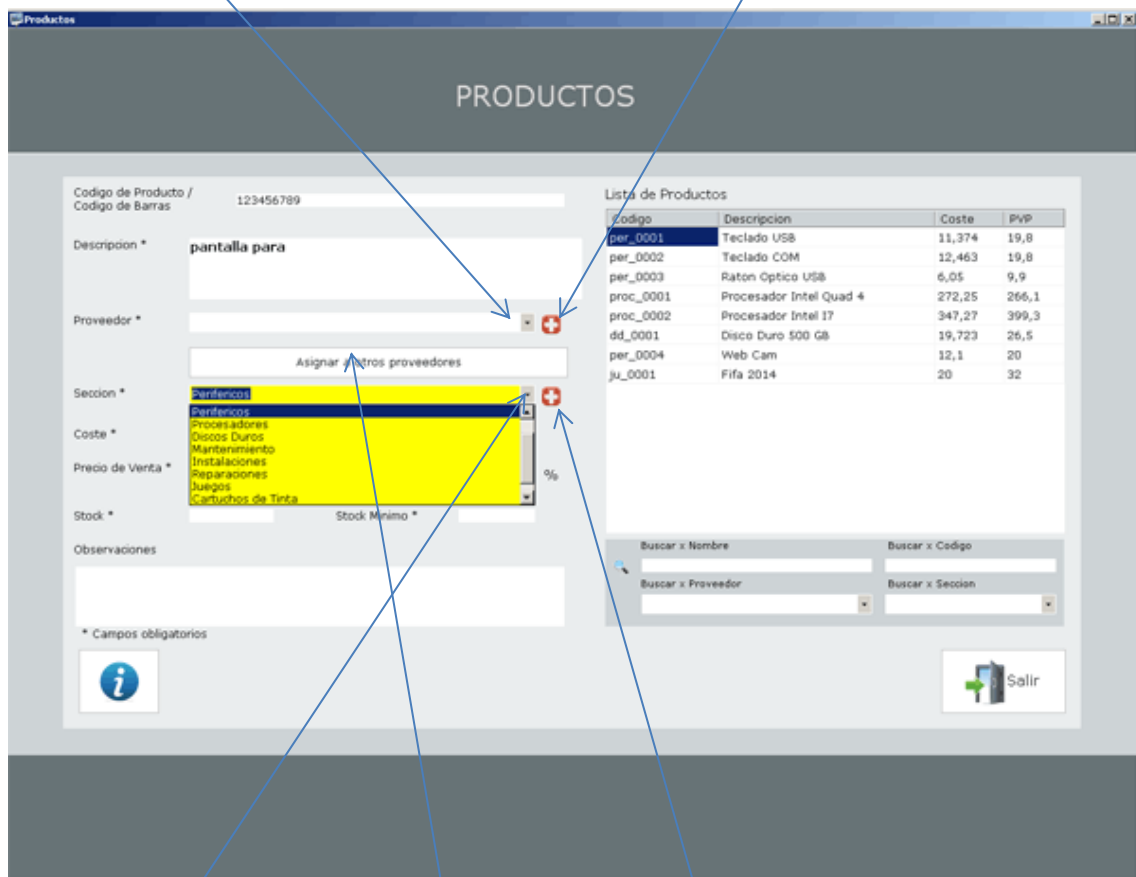 Productos
PRODUCTOS
Codigo de Producto /
Codigo de Barras
123456789
Descripcion *
pantalla para
Proveedor *
Asignar a otros proveedores
Seccion *
Perifericos
Perifericos
Procesadores
Discos Duros
Mantenimiento
Instalaciones
Reparaciones
Juegos
Cartuchos de Tinta
Coste *
Precio de Venta *
%
Stock *
Stock Minimo *
Observaciones
* Campos obligatorios
Lista de Productos
Codigo Descripcion Coste PVP
per_0001 Teclado USB 11,374 19,8
per_0002 Teclado COM 12,463 19,8
per_0003 Raton Optico USB 6,05 9,9
proc_0001 Procesador Intel Quad 4 272,25 266,1
proc_0002 Procesador Intel I7 347,27 399,3
dd_0001 Disco Duro 500 GB 19,723 26,5
per_0004 Web Cam 12,1 20
ju_0001 Fifa 2014 20 32
Buscar x Nombre
Buscar x Codigo
Buscar x Proveedor
Buscar x Seccion
Salir